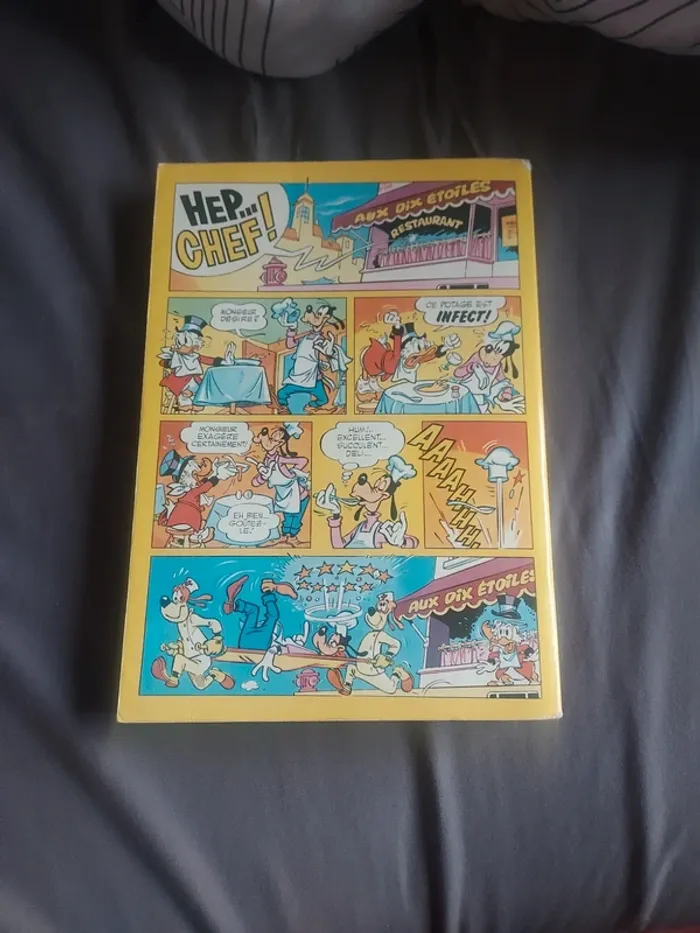 HEP...
CHEF!
AUX DIX ÉTOILES
RESTAURANT
MONSIEUR
DÉSIRE?
CE POTAGE EST
INFECT!
MONSIEUR
EXAGÈRE
CERTAINEMENT!
EH BEN...
GOÛTEZ-
LE.
HUM!...
EXCELLENT...
SUCCULENT...
DÉLI...
AAAAAHHHH
AUX DIX ÉTOILES